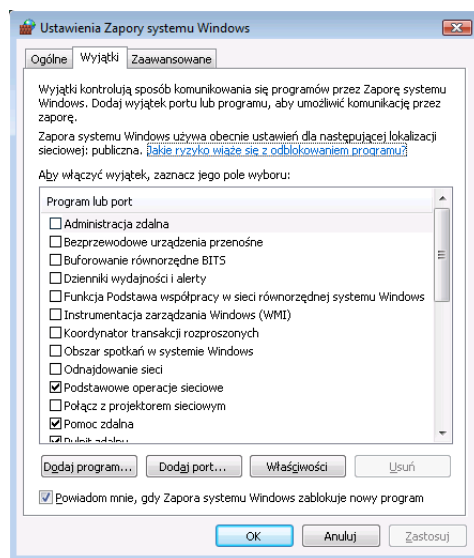 Ustawienia Zapory systemu Windows
Ogólne Wyjątki Zaawansowane
Wyjątki kontrolują sposób komunikowania się programów przez Zaporę systemu
Windows. Dodaj wyjątek portu lub programu, aby umożliwić komunikację przez
zaporę.
Zapora systemu Windows używa obecnie ustawień dla następującej lokalizacji
sieciowej: publiczna. Jakie ryzyko wiąże się z odblokowaniem programu?
Aby włączyć wyjątek, zaznacz jego pole wyboru:
Program lub port
Administracja zdalna
Bezprzewodowe urządzenia przenośne
Buforowanie równorzędne BITS
Dzienniki wydajności i alerty
Funkcja Podstawa współpracy w sieci równorzędnej systemu Windows
Instrumentacja zarządzania Windows (WMI)
Koordynator transakcji rozproszonych
Obszar spotkań w systemie Windows
Odnajdowanie sieci
Podstawowe operacje sieciowe
Połącz z projektorem sieciowym
Pomoc zdalna
Pulpit zdalny
Dodaj program... Dodaj port... Właściwości Usuń
Powiadom mnie, gdy Zapora systemu Windows zablokuje nowy program
OK Anuluj Zastosuj